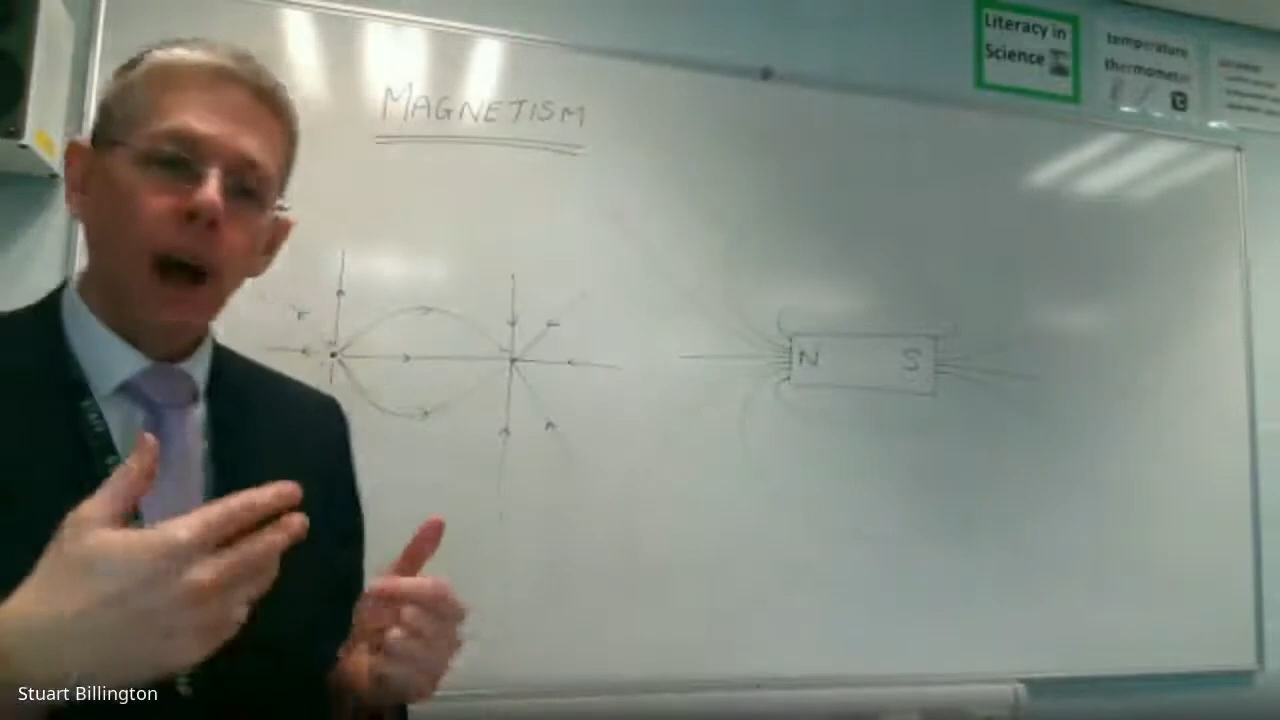 Literacy in
Science
temperature
thermometer
MAGNETISM
N S
Stuart Billington